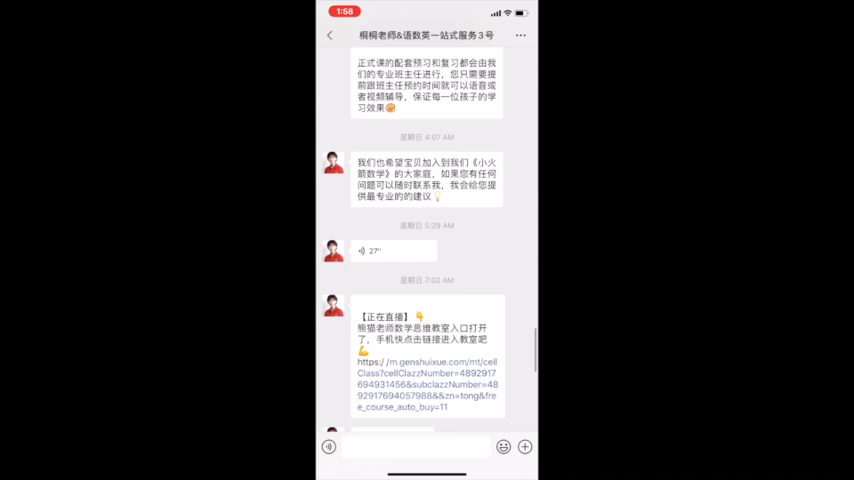 1:58
桐桐老师&语数英一站式服务3号
正式课的配套预习和复习都会由我
们的专业班主任进行，您只需要提
前跟班主任预约时间就可以语音或
者视频辅导，保证每一位孩子的学
习效果
星期日 4:07 AM
我们也希望宝贝加入到我们《小火
箭数学》的大家庭，如果您有任何
问题可以随时联系我，我会给您提
供最专业的的建议
星期日 5:29 AM
27"
星期日 7:02 AM
【正在直播】
熊猫老师数学思维教室入口打开
了，手机快点击链接进入教室吧
https://m.genshuixue.com/mt/cell
Class?cellClazzNumber=4892917
694931456&subclazzNumber=48
92917694057988&&zn=tong&fre
e_course_auto_buy=11